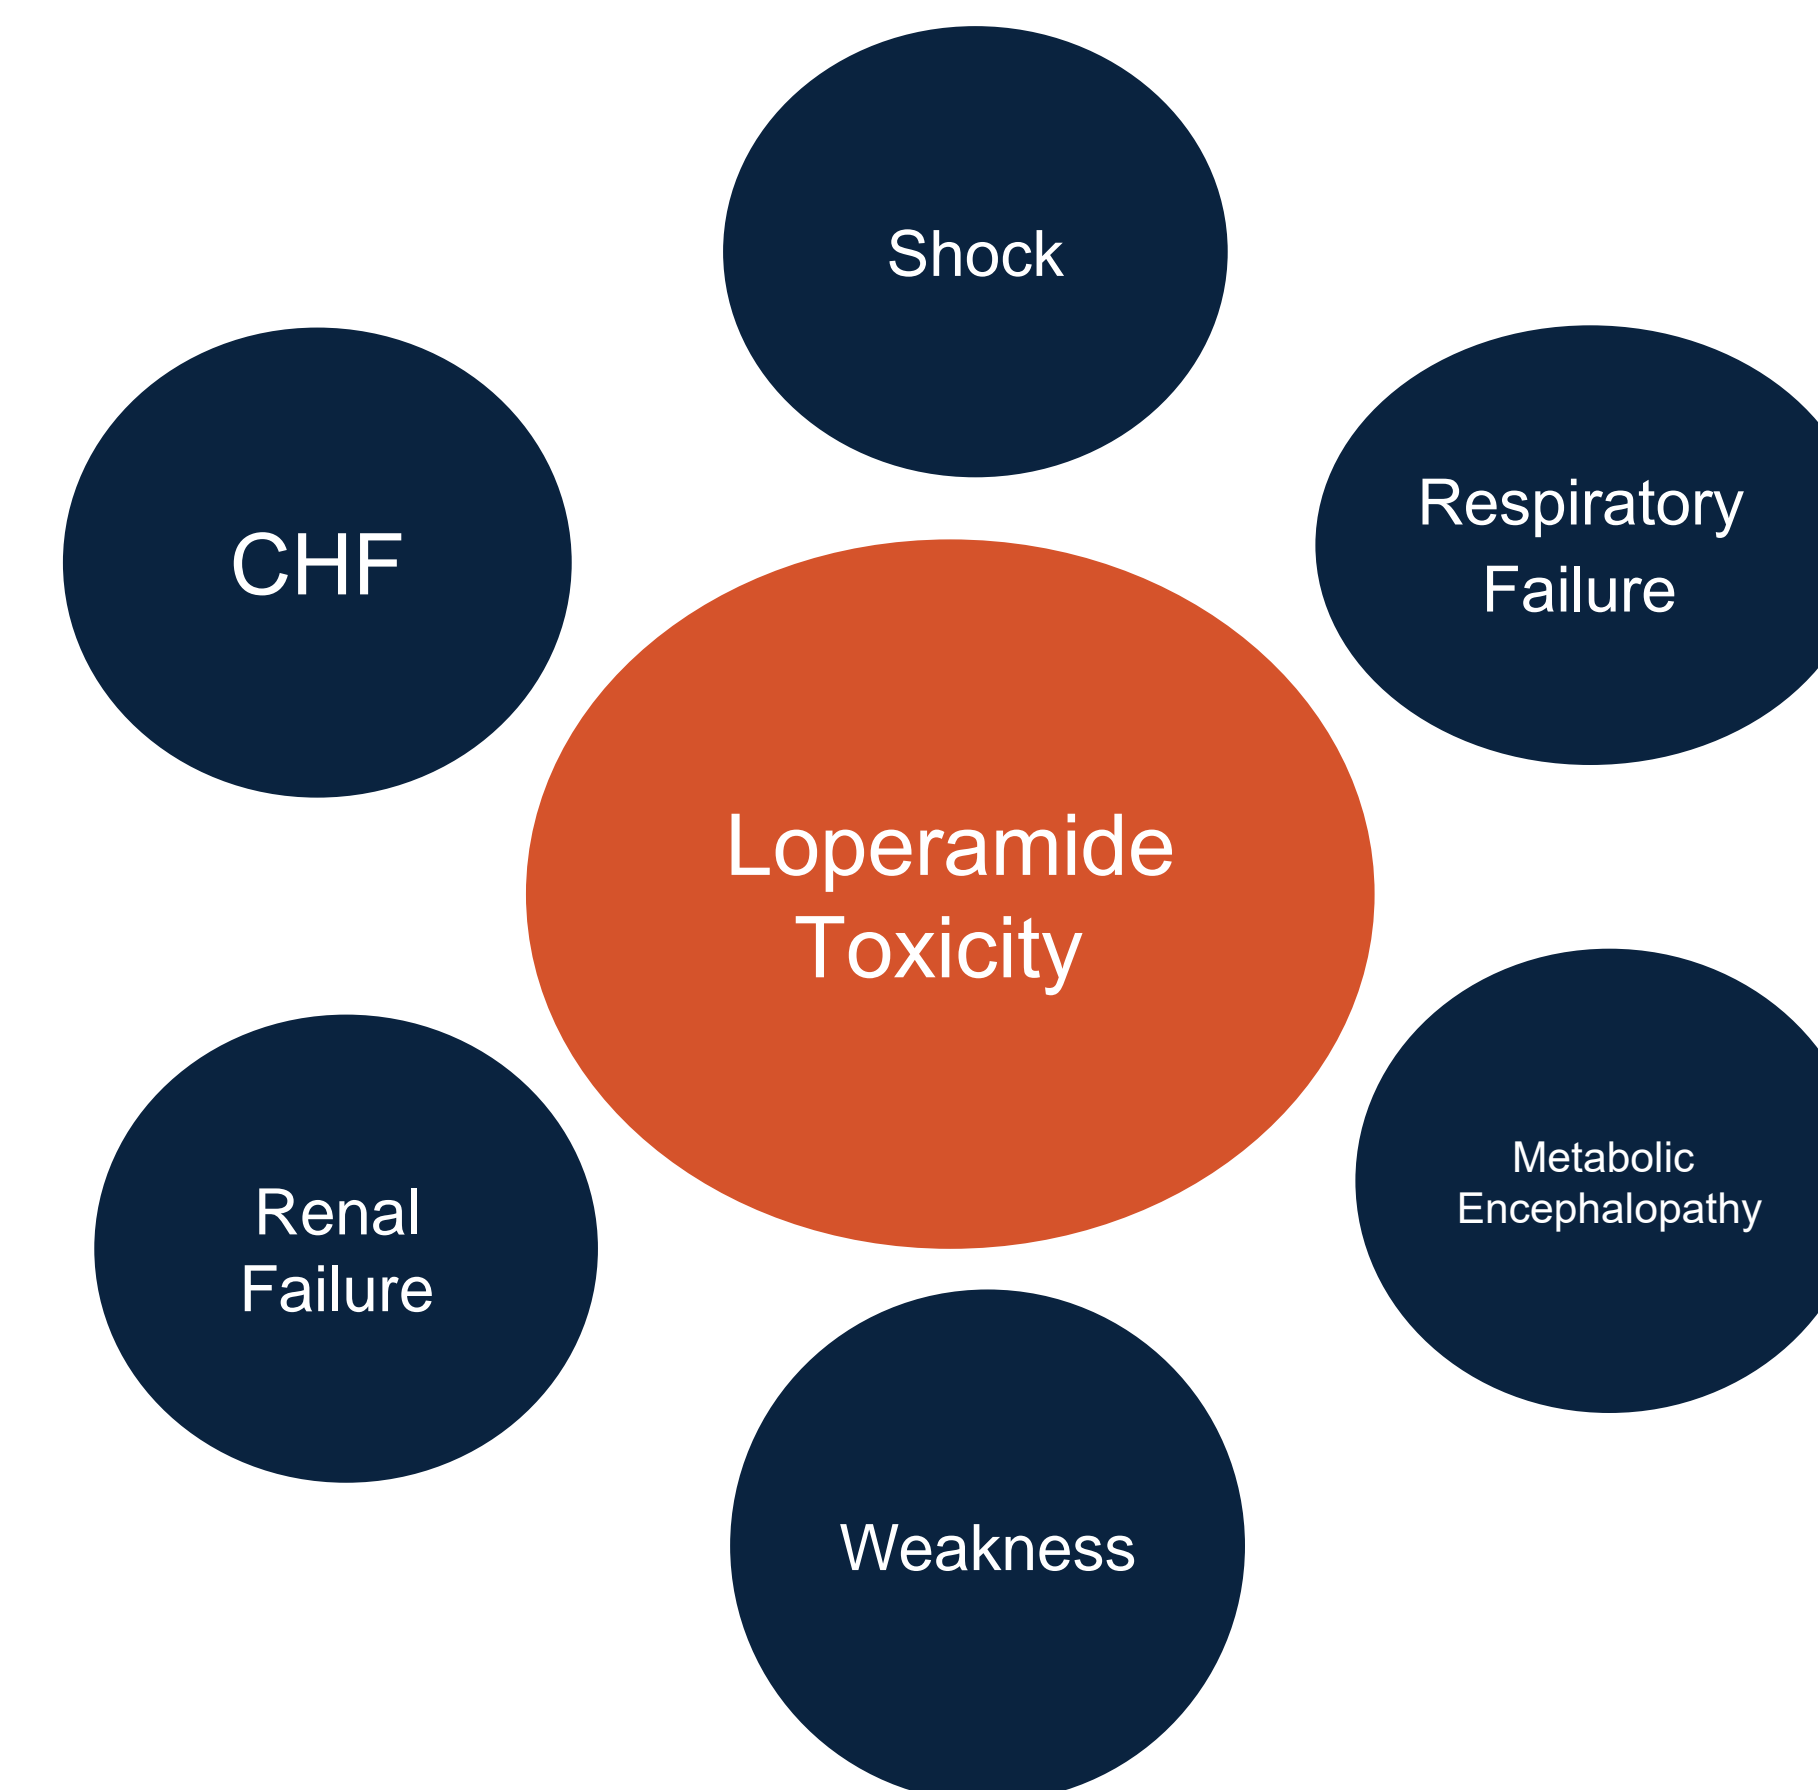 Shock
CHF
Respiratory
Failure
Loperamide
Toxicity
Renal
Failure
Metabolic
Encephalopathy
Weakness